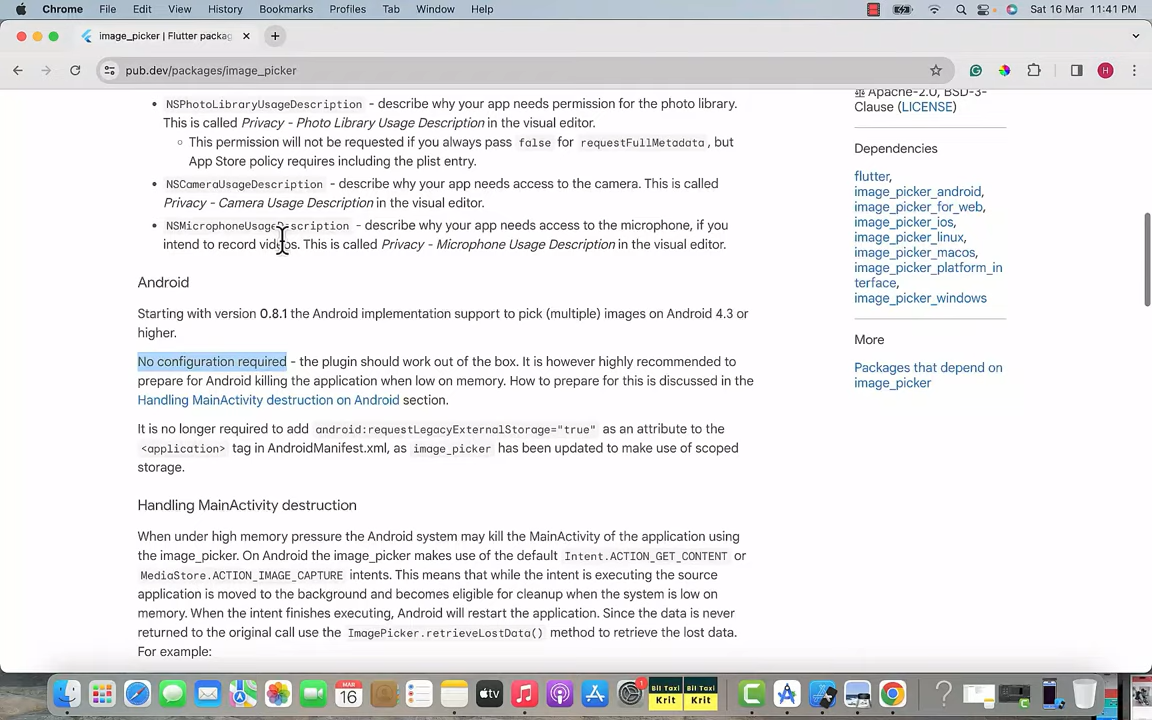 Chrome File Edit View History Bookmarks Profiles Tab Window Help Sat 16 Mar 11:41 PM
image_picker | Flutter packag
pub.dev/packages/image_picker
H
NSPhotoLibraryUsageDescription - describe why your app needs permission for the photo library.
This is called Privacy - Photo Library Usage Description in the visual editor.
This permission will not be requested if you always pass false for requestFullMetadata, but
App Store policy requires including the plist entry.
NSCameraUsageDescription - describe why your app needs access to the camera. This is called
Privacy - Camera Usage Description in the visual editor.
NSMicrophoneUsageDescription - describe why your app needs access to the microphone, if you
intend to record videos. This is called Privacy - Microphone Usage Description in the visual editor.
Android
Starting with version 0.8.1 the Android implementation support to pick (multiple) images on Android 4.3 or
higher.
No configuration required - the plugin should work out of the box. It is however highly recommended to
prepare for Android killing the application when low on memory. How to prepare for this is discussed in the
Handling MainActivity destruction on Android section.
It is no longer required to add android:requestLegacyExternalStorage="true" as an attribute to the
<application> tag in AndroidManifest.xml, as image_picker has been updated to make use of scoped
storage.
Handling MainActivity destruction
When under high memory pressure the Android system may kill the MainActivity of the application using
the image_picker. On Android the image_picker makes use of the default Intent.ACTION_GET_CONTENT or
MediaStore.ACTION_IMAGE_CAPTURE intents. This means that while the intent is executing the source
application is moved to the background and becomes eligible for cleanup when the system is low on
memory. When the intent finishes executing, Android will restart the application. Since the data is never
returned to the original call use the ImagePicker.retrieveLostData() method to retrieve the lost data.
For example:
Apache-2.0, BSD-3-
Clause (LICENSE)
Dependencies
flutter,
image_picker_android,
image_picker_for_web,
image_picker_ios,
image_picker_linux,
image_picker_macos,
image_picker_platform_in
terface,
image_picker_windows
More
Packages that depend on
image_picker
MAR
16
tv
1
Bli Taxi
Krit
Bli Taxi
Krit